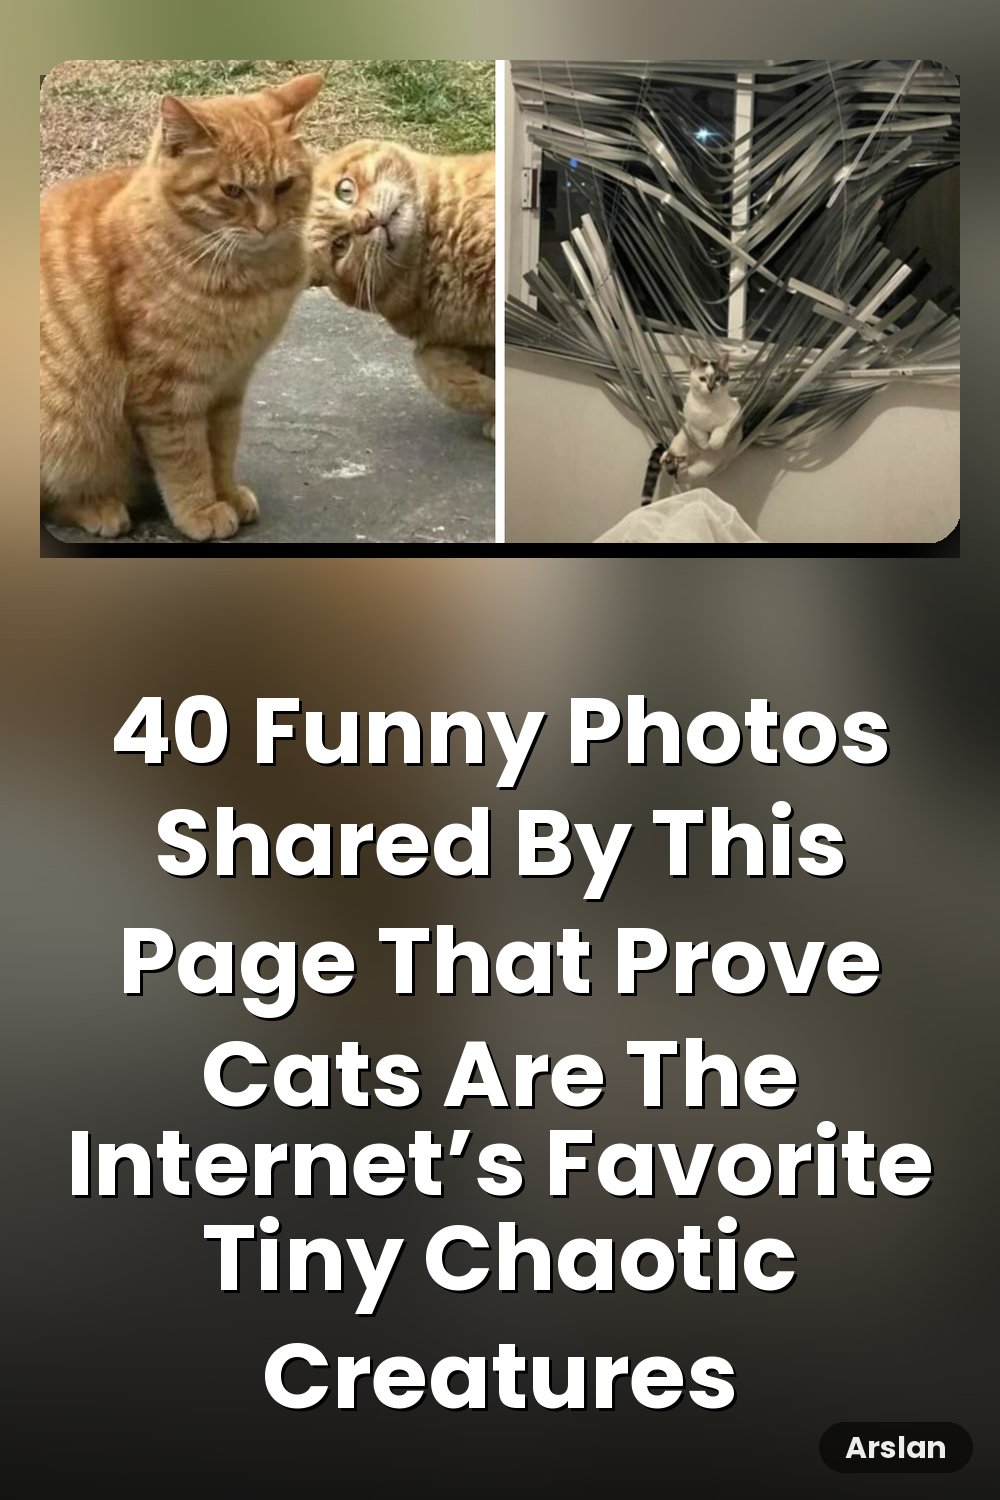 40 Funny Photos
Shared By This
Page That Prove
Cats Are The
Internet’s Favorite
Tiny Chaotic
Creatures
Arslan